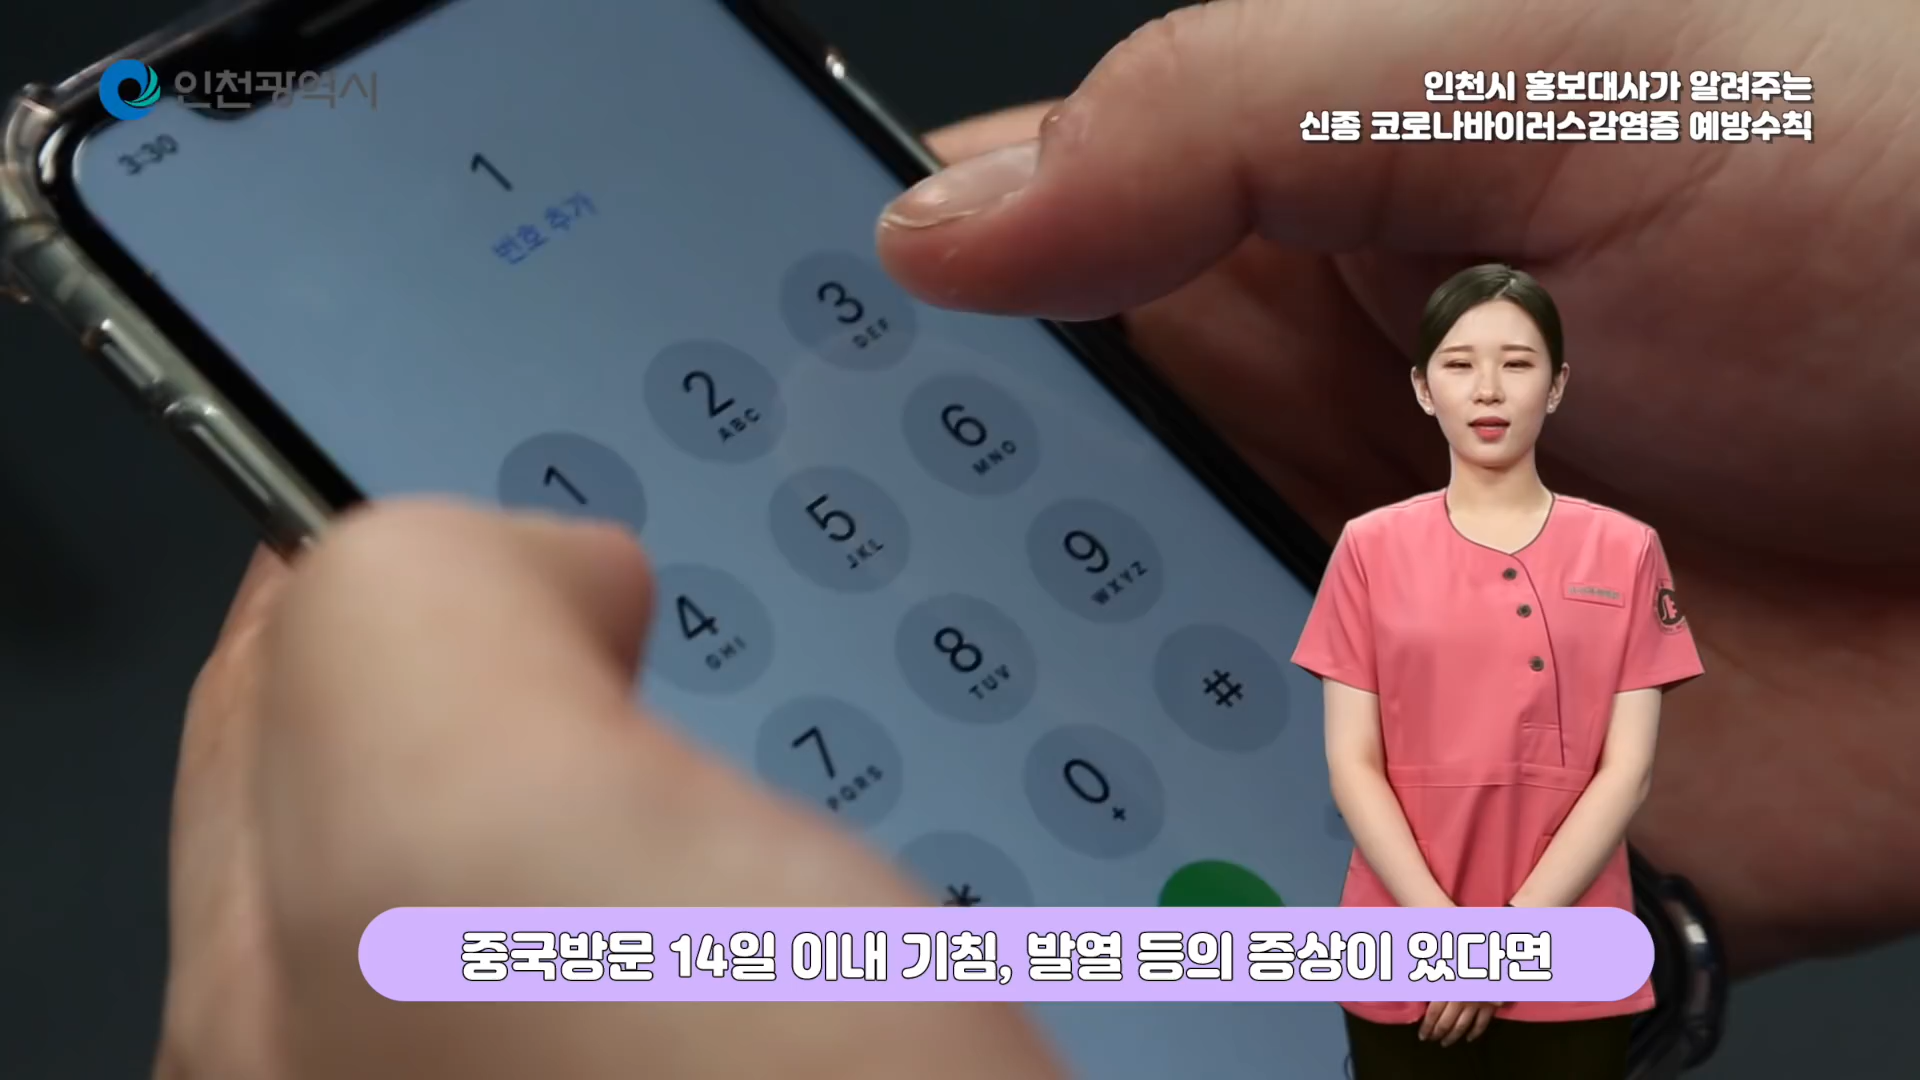 인천광역시
인천시 홍보대사가 알려주는
신종 코로나바이러스감염증 예방수칙
3:30
1
번호 추가
1
2
ABC
3
DEF
4
GHI
5
JKL
6
MNO
7
PQRS
8
TUV
9
WXYZ
*
0
+
#
중국방문 14일 이내 기침, 발열 등의 증상이 있다면